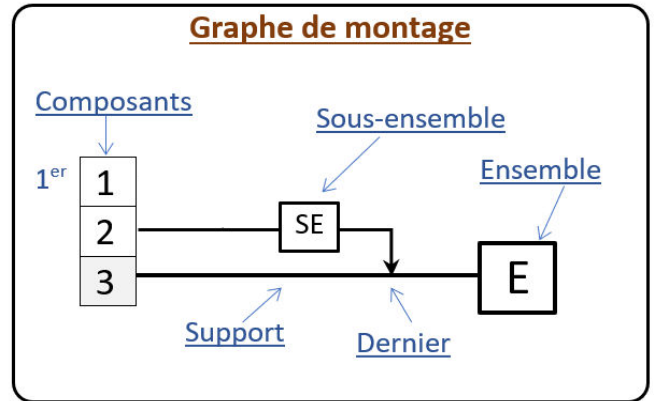 Graphe de montage
Composants
Sous-ensemble
Ensemble
1er
1
2
3
SE
E
Support
Dernier